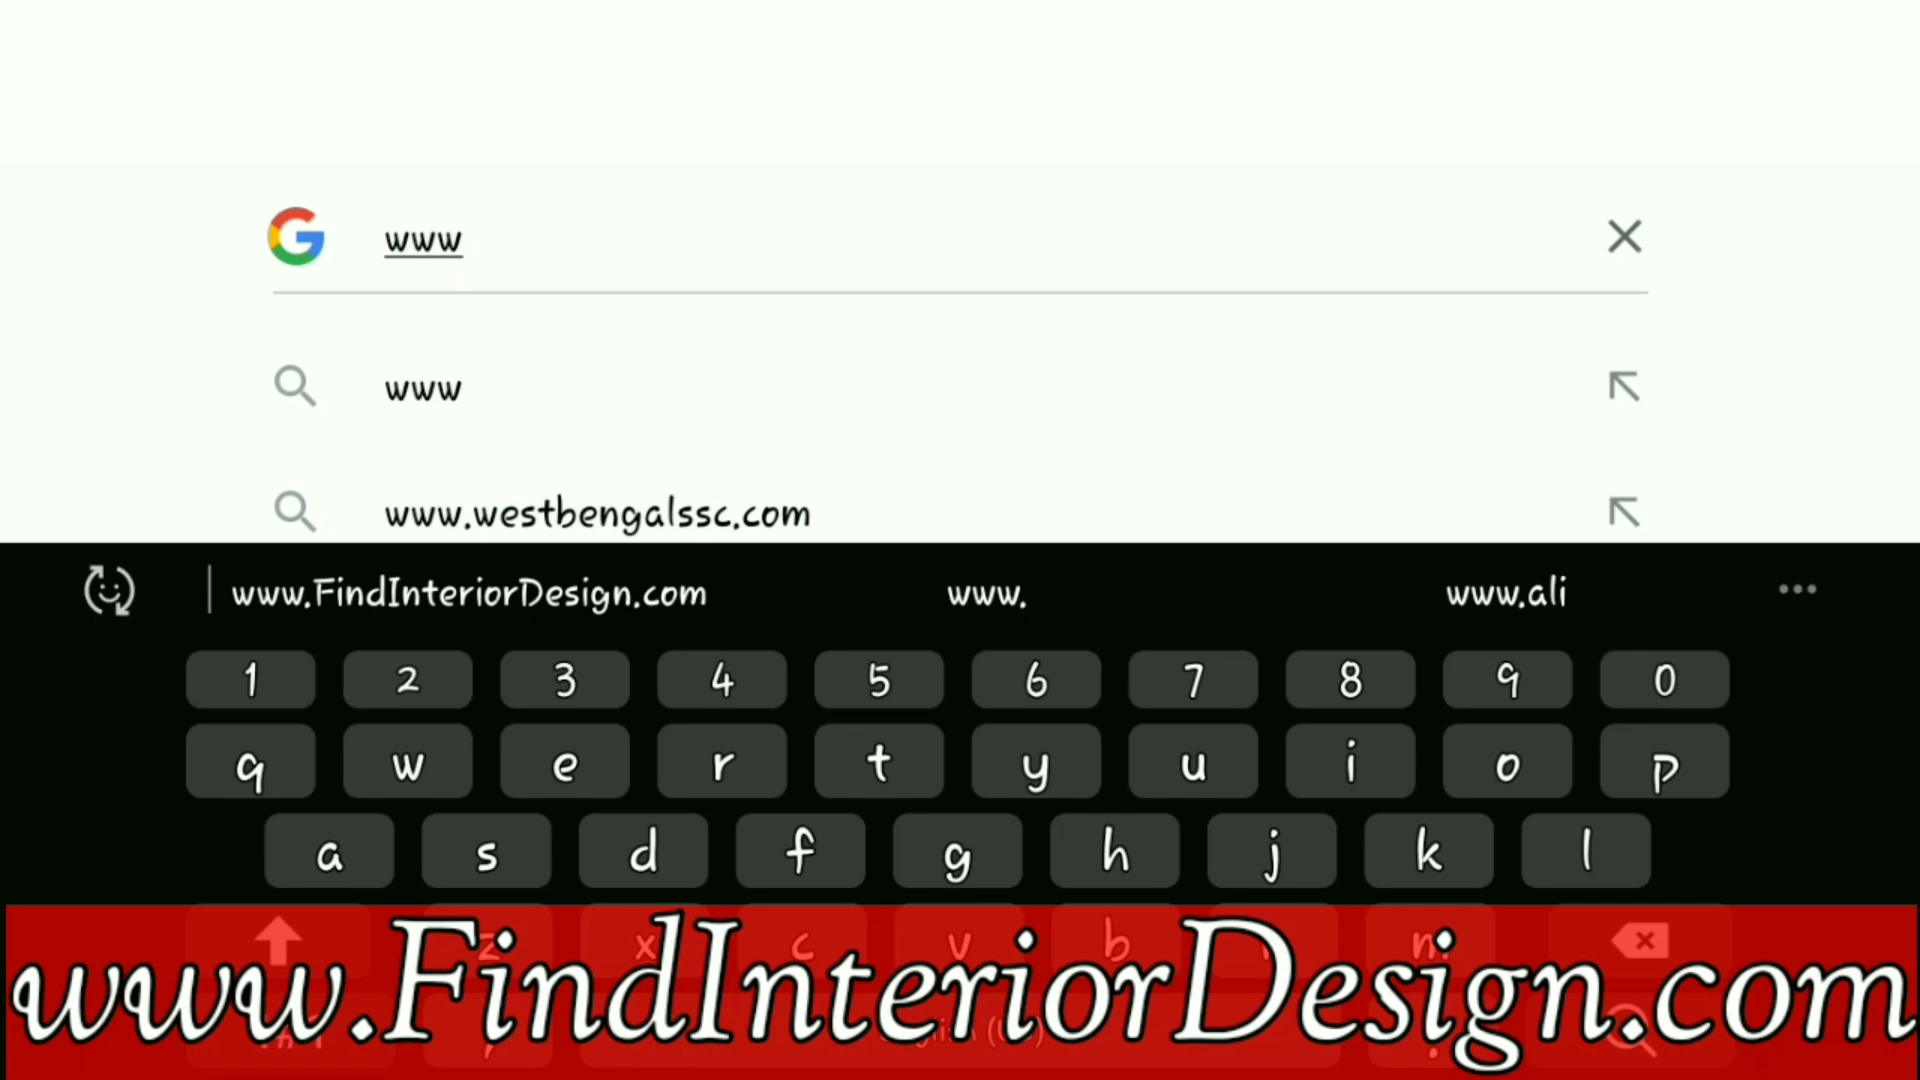 www
www
www.westbengalssc.com
www.FindInteriorDesign.com www. www.ali
1 2 3 4 5 6 7 8 9 0
q w e r t y u i o p
a s d f g h j k l
z x c v b m
www.FindInteriorDesign.com